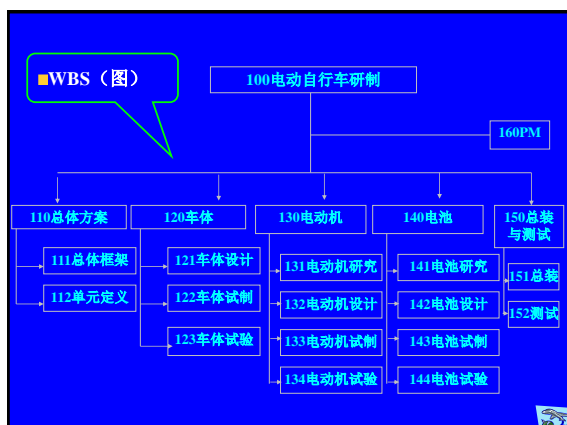 WBS（图）
100电动自行车研制
160PM
110总体方案
120车体
130电动机
140电池
150总装
与测试
111总体框架
112单元定义
121车体设计
122车体试制
123车体试验
131电动机研究
132电动机设计
133电动机试制
134电动机试验
141电池研究
142电池设计
143电池试制
144电池试验
151总装
152测试